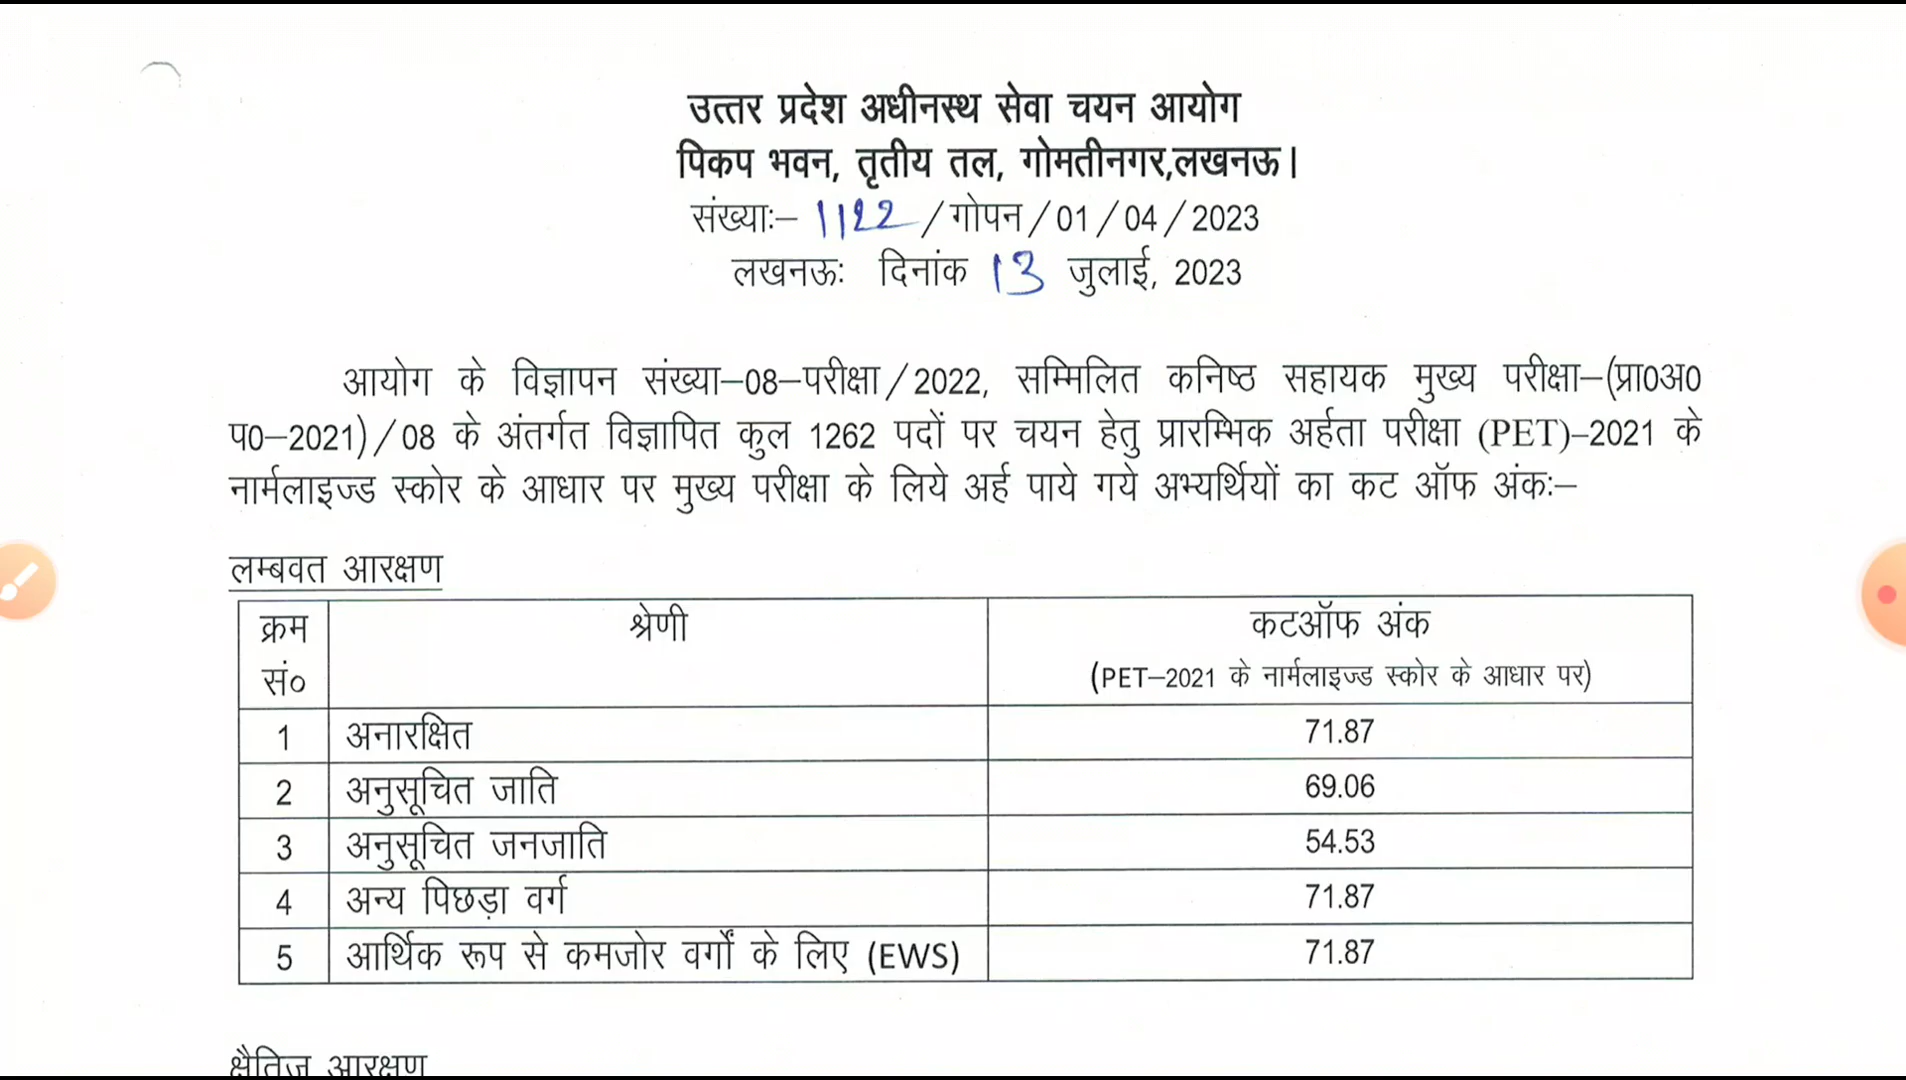 उत्तर प्रदेश अधीनस्थ सेवा चयन आयोग
पिकप भवन, तृतीय तल, गोमतीनगर,लखनऊ।
संख्याः– 1122 /गोपन/01/04/2023
लखनऊः दिनांक 13 जुलाई, 2023
आयोग के विज्ञापन संख्या–08–परीक्षा/2022, सम्मिलित कनिष्ठ सहायक मुख्य परीक्षा–(प्रा0अ0
प0–2021)/08 के अंतर्गत विज्ञापित कुल 1262 पदों पर चयन हेतु प्रारम्भिक अर्हता परीक्षा (PET)–2021 के
नार्मलाइज्ड स्कोर के आधार पर मुख्य परीक्षा के लिये अर्ह पाये गये अभ्यर्थियों का कट ऑफ अंकः–
लम्बवत आरक्षण
क्रम सं० श्रेणी कटऑफ अंक
(PET–2021 के नार्मलाइज्ड स्कोर के आधार पर)
1 अनारक्षित 71.87
2 अनुसूचित जाति 69.06
3 अनुसूचित जनजाति 54.53
4 अन्य पिछड़ा वर्ग 71.87
5 आर्थिक रूप से कमजोर वर्गों के लिए (EWS) 71.87
क्षैतिज आरक्षण